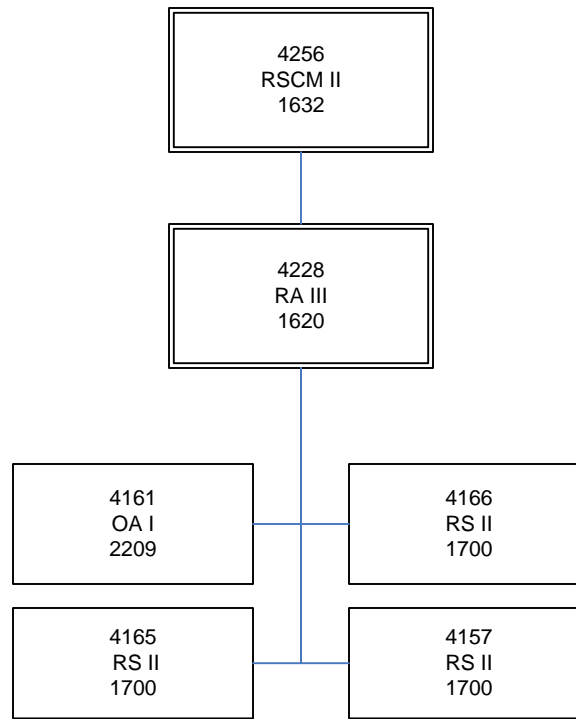 4256
RSCM II
1632
4228
RA III
1620
4161
OA I
2209
4166
RS II
1700
4165
RS II
1700
4157
RS II
1700